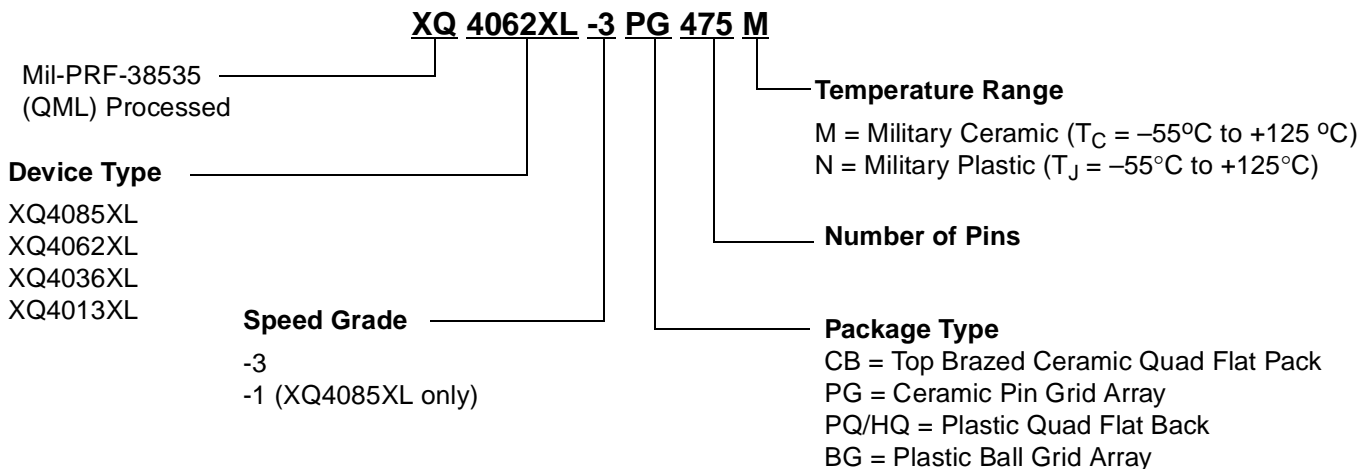 XQ 4062XL -3 PG 475 M
Mil-PRF-38535
(QML) Processed
Device Type
XQ4085XL
XQ4062XL
XQ4036XL
XQ4013XL
Speed Grade
-3
-1 (XQ4085XL only)
Temperature Range
M = Military Ceramic (TC = –55oC to +125 oC)
N = Military Plastic (TJ = –55°C to +125°C)
Number of Pins
Package Type
CB = Top Brazed Ceramic Quad Flat Pack
PG = Ceramic Pin Grid Array
PQ/HQ = Plastic Quad Flat Back
BG = Plastic Ball Grid Array